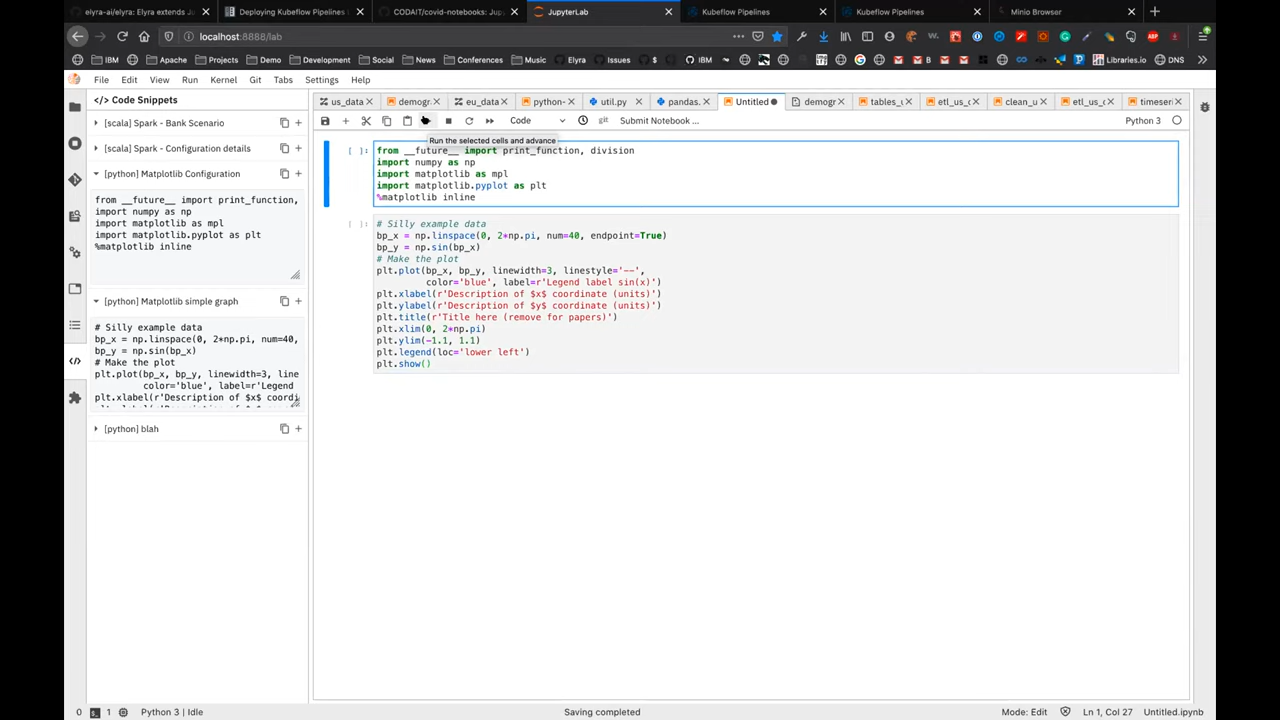 elyra-ai/elyra: Elyra extends J
Deploying Kubeflow Pipelines
CODAIT/covid-notebooks: Jup
JupyterLab
Kubeflow Pipelines
Kubeflow Pipelines
Minio Browser
localhost:8888/lab
IBM
Apache
Projects
Demo
Development
Social
News
Conferences
Music
Elyra
Issues
$
IBM
B
Libraries.io
DNS
File Edit View Run Kernel Git Tabs Settings Help
</> Code Snippets
[scala] Spark - Bank Scenario
[scala] Spark - Configuration details
[python] Matplotlib Configuration
from __future__ import print_function,
import numpy as np
import matplotlib as mpl
import matplotlib.pyplot as plt
%matplotlib inline
[python] Matplotlib simple graph
# Silly example data
bp_x = np.linspace(0, 2*np.pi, num=40,
bp_y = np.sin(bp_x)
# Make the plot
plt.plot(bp_x, bp_y, linewidth=3, line
color='blue', label=r'Legend
plt.xlabel(r'Description of $x$ coordi
[python] blah
us_data
demogr
eu_data
python-
util.py
pandas.
Untitled
demogr
tables_
etl_us_
clean_u
etl_us_
timeseri
Code
Submit Notebook ...
Python 3
Run the selected cells and advance
[ ]:
from __future__ import print_function, division
import numpy as np
import matplotlib as mpl
import matplotlib.pyplot as plt
%matplotlib inline
[ ]:
# Silly example data
bp_x = np.linspace(0, 2*np.pi, num=40, endpoint=True)
bp_y = np.sin(bp_x)
# Make the plot
plt.plot(bp_x, bp_y, linewidth=3, linestyle='--',
color='blue', label=r'Legend label sin(x)')
plt.xlabel(r'Description of $x$ coordinate (units)')
plt.ylabel(r'Description of $y$ coordinate (units)')
plt.title(r'Title here (remove for papers)')
plt.xlim(0, 2*np.pi)
plt.ylim(-1.1, 1.1)
plt.legend(loc='lower left')
plt.show()
0
1
Python 3 | Idle
Saving completed
Mode: Edit
Ln 1, Col 27
Untitled.ipynb